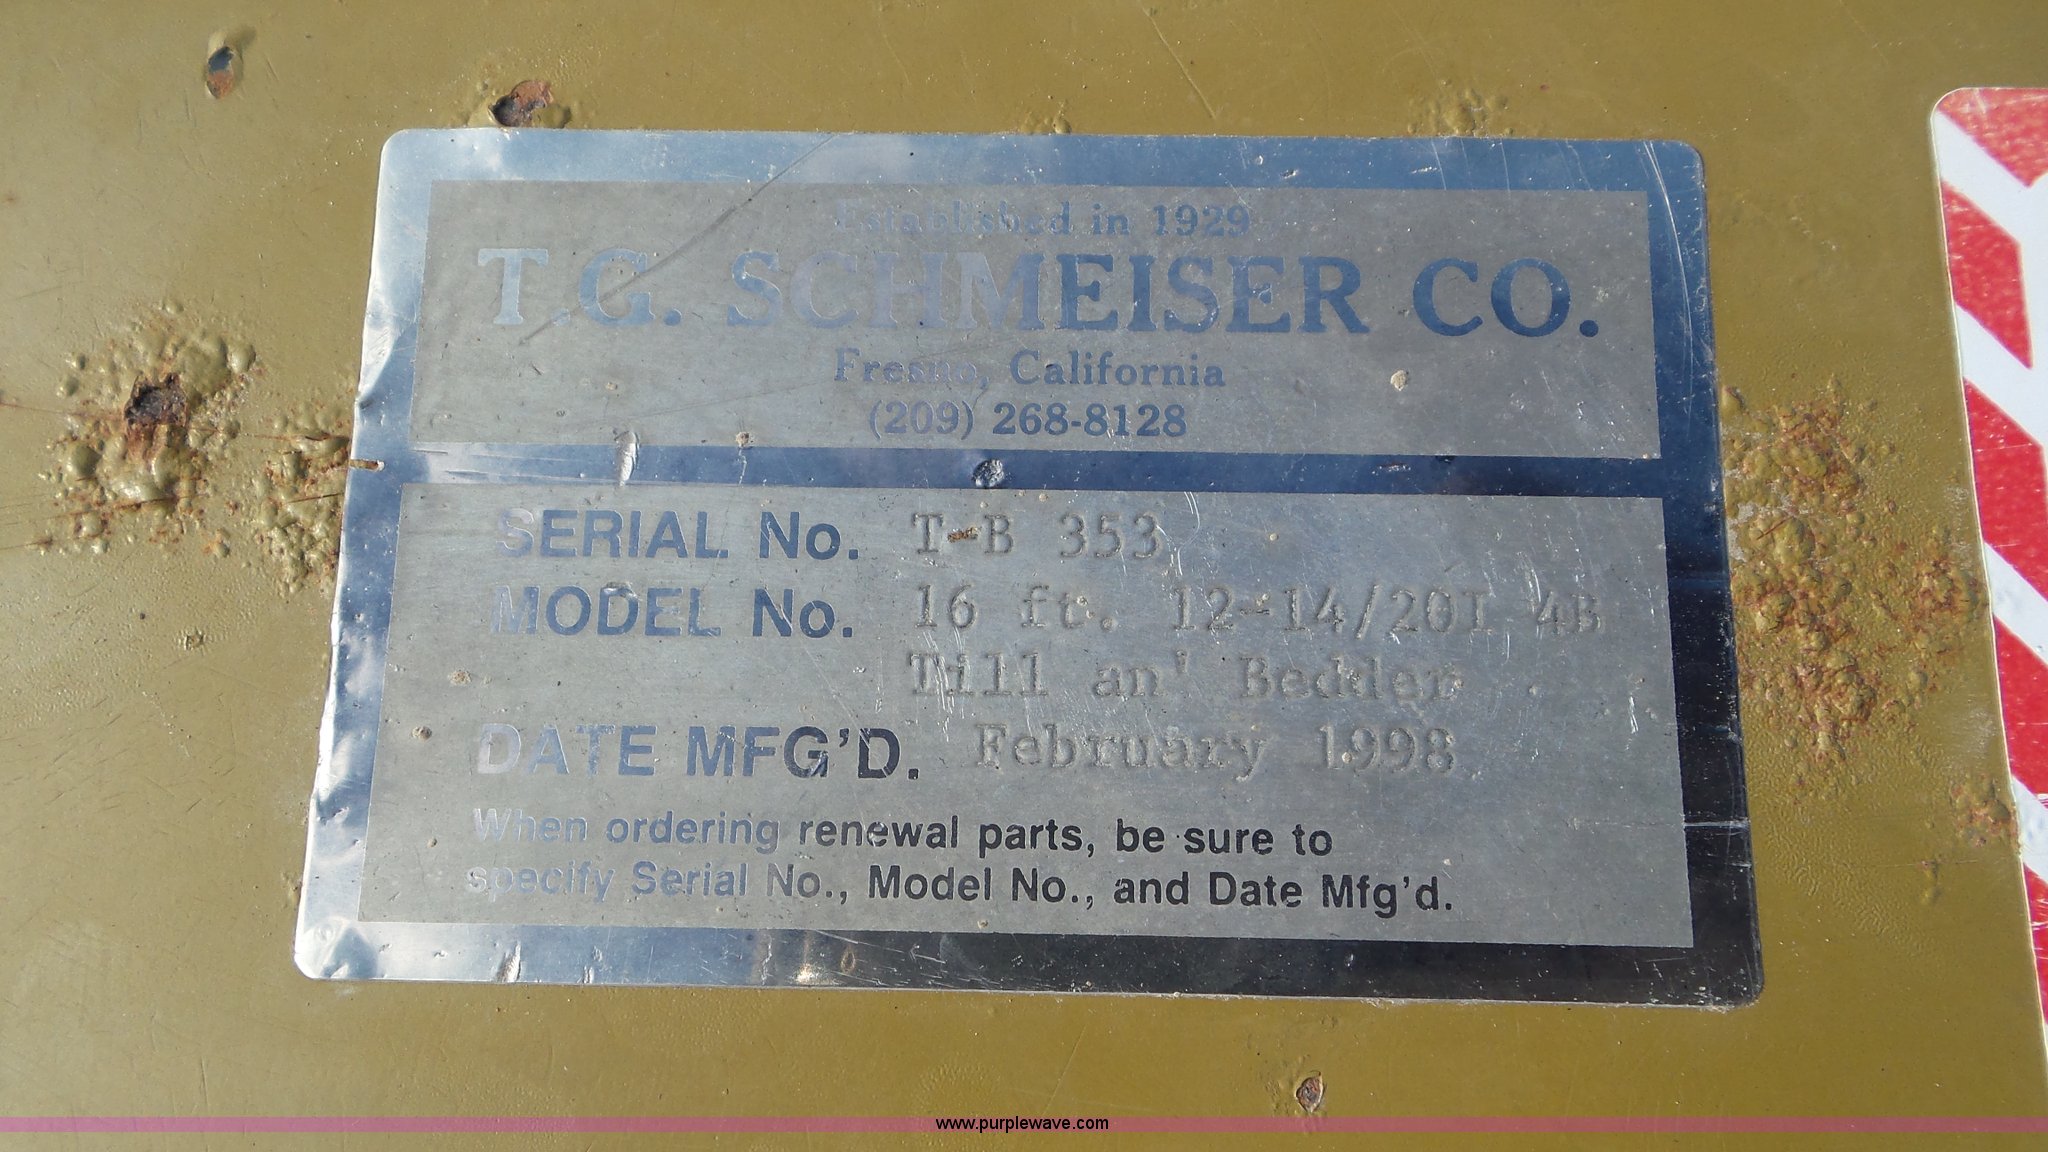 Established in 1929
T.G. SCHMEISER CO.
Fresno, California
(209) 268-8128
SERIAL No. T-B 353
MODEL No. 16 ft. 12-14/20I 4B
Till an' Bedder
DATE MFG'D. February 1998
When ordering renewal parts, be sure to
specify Serial No., Model No., and Date Mfg'd.
www.purplewave.com